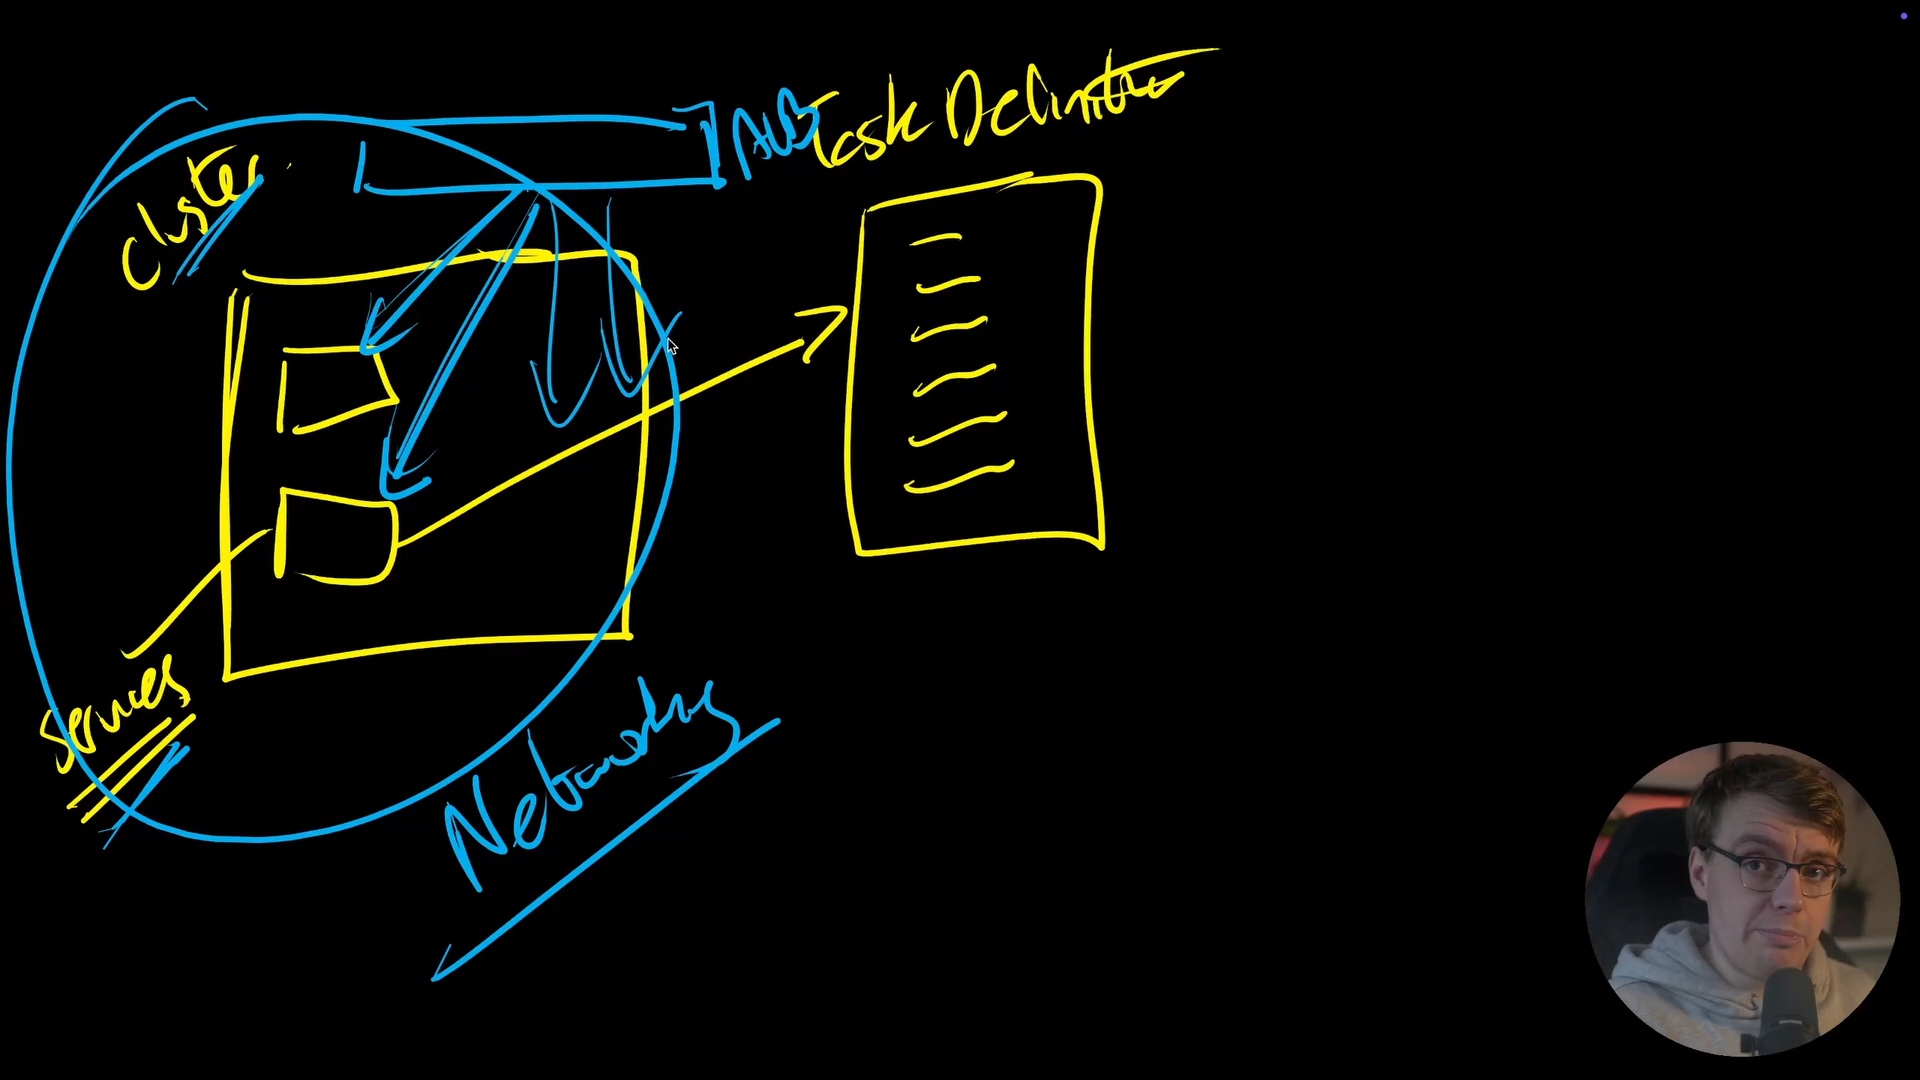 Task Definition
ALB
Cluster
Services
Networking